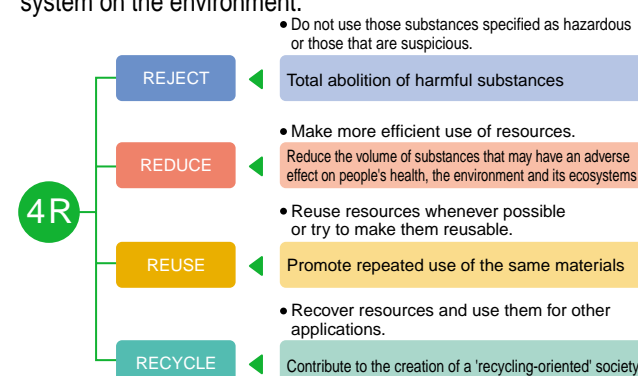 system on the environment.
• Do not use those substances specified as hazardous
or those that are suspicious.
REJECT
Total abolition of harmful substances
• Make more efficient use of resources.
REDUCE
Reduce the volume of substances that may have an adverse
effect on people's health, the environment and its ecosystems
4R
• Reuse resources whenever possible
or try to make them reusable.
REUSE
Promote repeated use of the same materials
• Recover resources and use them for other
applications.
RECYCLE
Contribute to the creation of a 'recycling-oriented' society